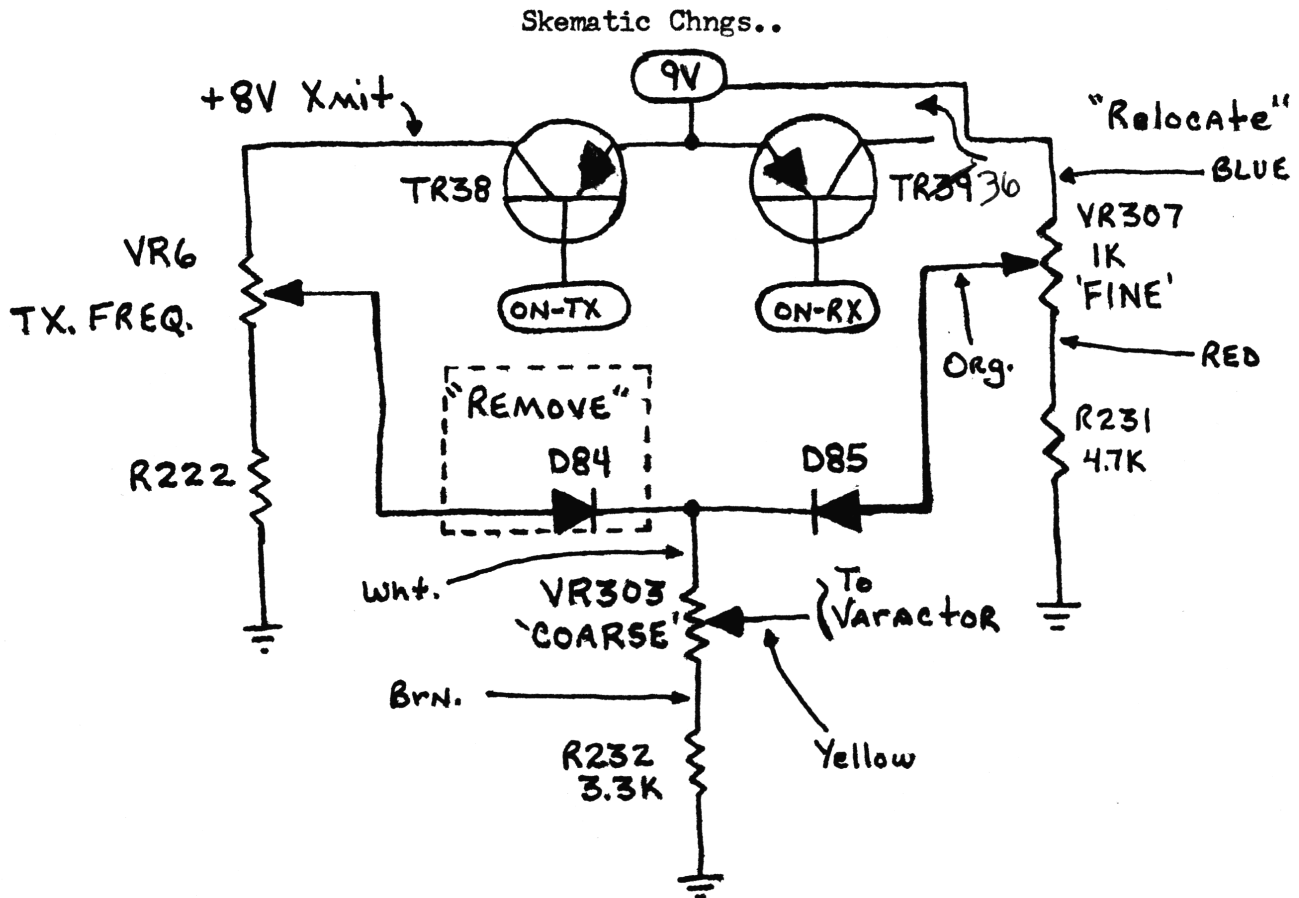 Skematic Chngs..
9V
+8V Xmit
"Relocate"
BLUE
TR38
TR39 36
VR6
TX. FREQ.
VR307
1K
'FINE'
ON-TX
ON-RX
Org.
RED
"REMOVE"
D84
D85
R222
R231
4.7K
Wht.
VR303
'COARSE'
To
Varactor
Brn.
Yellow
R232
3.3K